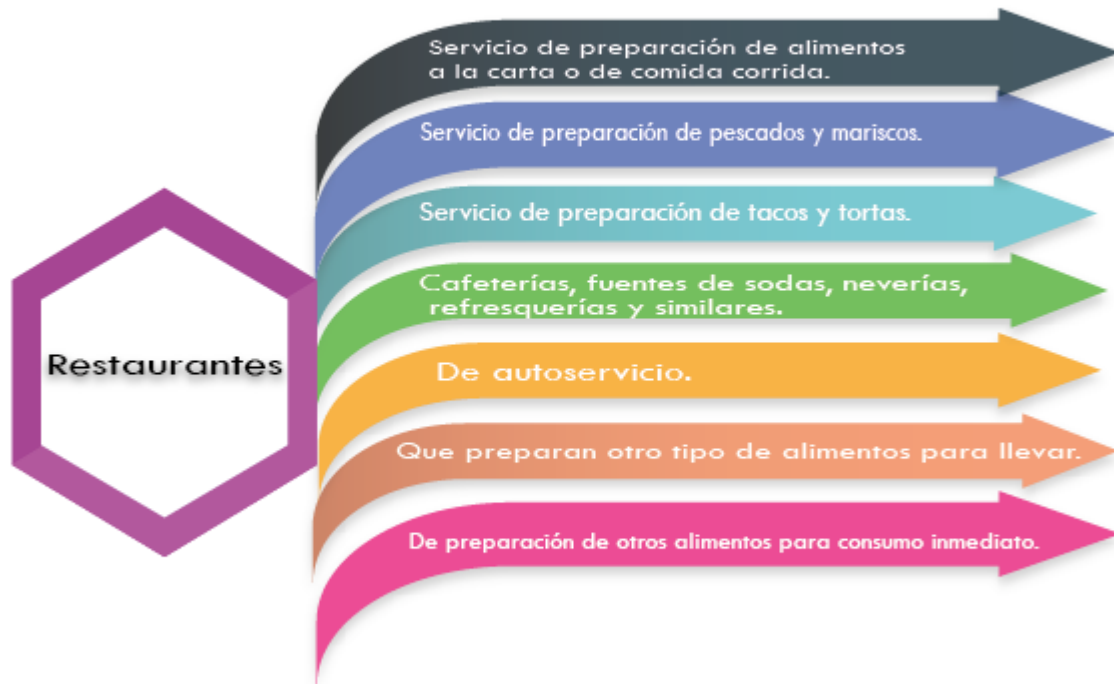 Servicio de preparación de alimentos
a la carta o de comida corrida.
Servicio de preparación de pescados y mariscos.
Servicio de preparación de tacos y tortas.
Cafeterías, fuentes de sodas, neverías,
refresquerías y similares.
Restaurantes
De autoservicio.
Que preparan otro tipo de alimentos para llevar.
De preparación de otros alimentos para consumo inmediato.